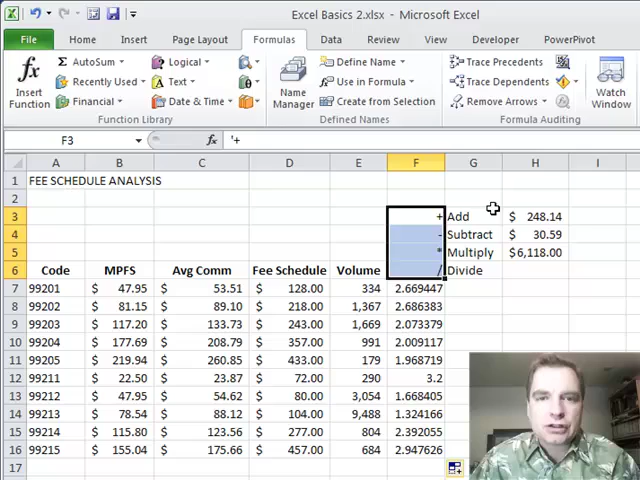 Excel Basics 2.xlsx - Microsoft Excel
File Home Insert Page Layout Formulas Data Review View Developer PowerPivot
AutoSum Logical Define Name Trace Precedents
Recently Used Text Use in Formula Trace Dependents
Financial Date & Time Create from Selection Remove Arrows
Insert Function Name Manager Watch Window
Function Library Defined Names Formula Auditing
F3 fx '+
A B C D E F G H I
1 FEE SCHEDULE ANALYSIS
2
3 + Add $ 248.14
4 - Subtract $ 30.59
5 * Multiply $6,118.00
6 Code MPFS Avg Comm Fee Schedule Volume / Divide
7 99201 $ 47.95 $ 53.51 $ 128.00 334 2.669447
8 99202 $ 81.15 $ 89.10 $ 218.00 1,367 2.686383
9 99203 $ 117.20 $ 133.73 $ 243.00 1,669 2.073379
10 99204 $ 177.69 $ 208.79 $ 357.00 991 2.009117
11 99205 $ 219.94 $ 260.85 $ 433.00 179 1.968719
12 99211 $ 22.50 $ 23.87 $ 72.00 290 3.2
13 99212 $ 47.95 $ 54.62 $ 80.00 3,054 1.668405
14 99213 $ 78.54 $ 88.12 $ 104.00 9,488 1.324166
15 99214 $ 115.80 $ 123.56 $ 277.00 804 2.392055
16 99215 $ 155.04 $ 175.66 $ 457.00 684 2.947626
17